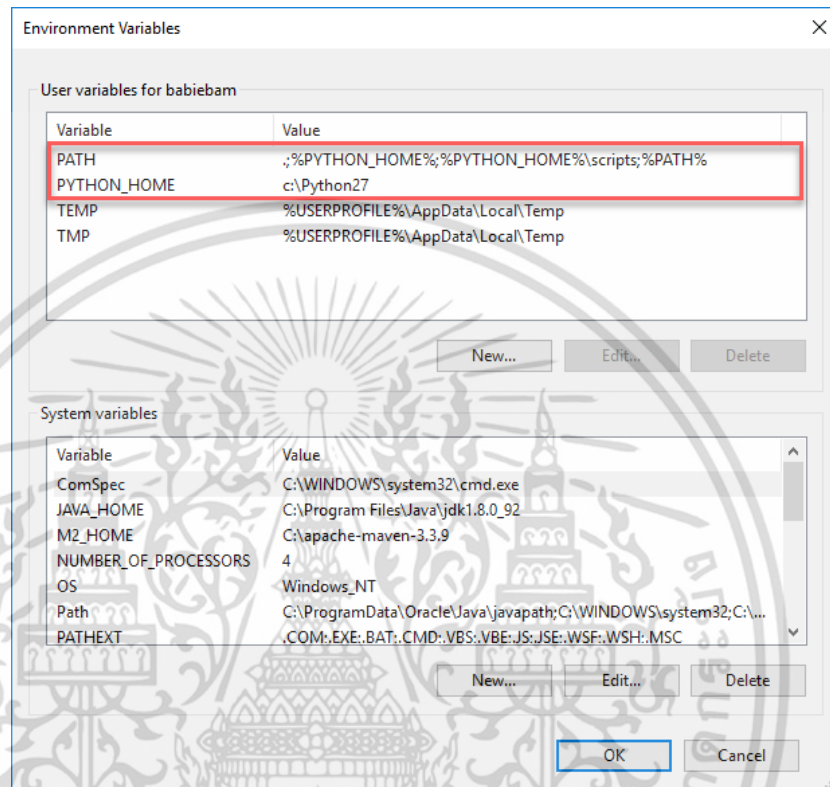 Environment Variables
User variables for babiebam
Variable Value
PATH .;%PYTHON_HOME%;%PYTHON_HOME%\scripts;%PATH%
PYTHON_HOME c:\Python27
TEMP %USERPROFILE%\AppData\Local\Temp
TMP %USERPROFILE%\AppData\Local\Temp
New... Edit... Delete
System variables
Variable Value
ComSpec C:\WINDOWS\system32\cmd.exe
JAVA_HOME C:\Program Files\Java\jdk1.8.0_92
M2_HOME C:\apache-maven-3.3.9
NUMBER_OF_PROCESSORS 4
OS Windows_NT
Path C:\ProgramData\Oracle\Java\javapath;C:\WINDOWS\system32;C:\...
PATHEXT .COM;.EXE;.BAT;.CMD;.VBS;.VBE;.JS;.JSE;.WSF;.WSH;.MSC
New... Edit... Delete
OK Cancel